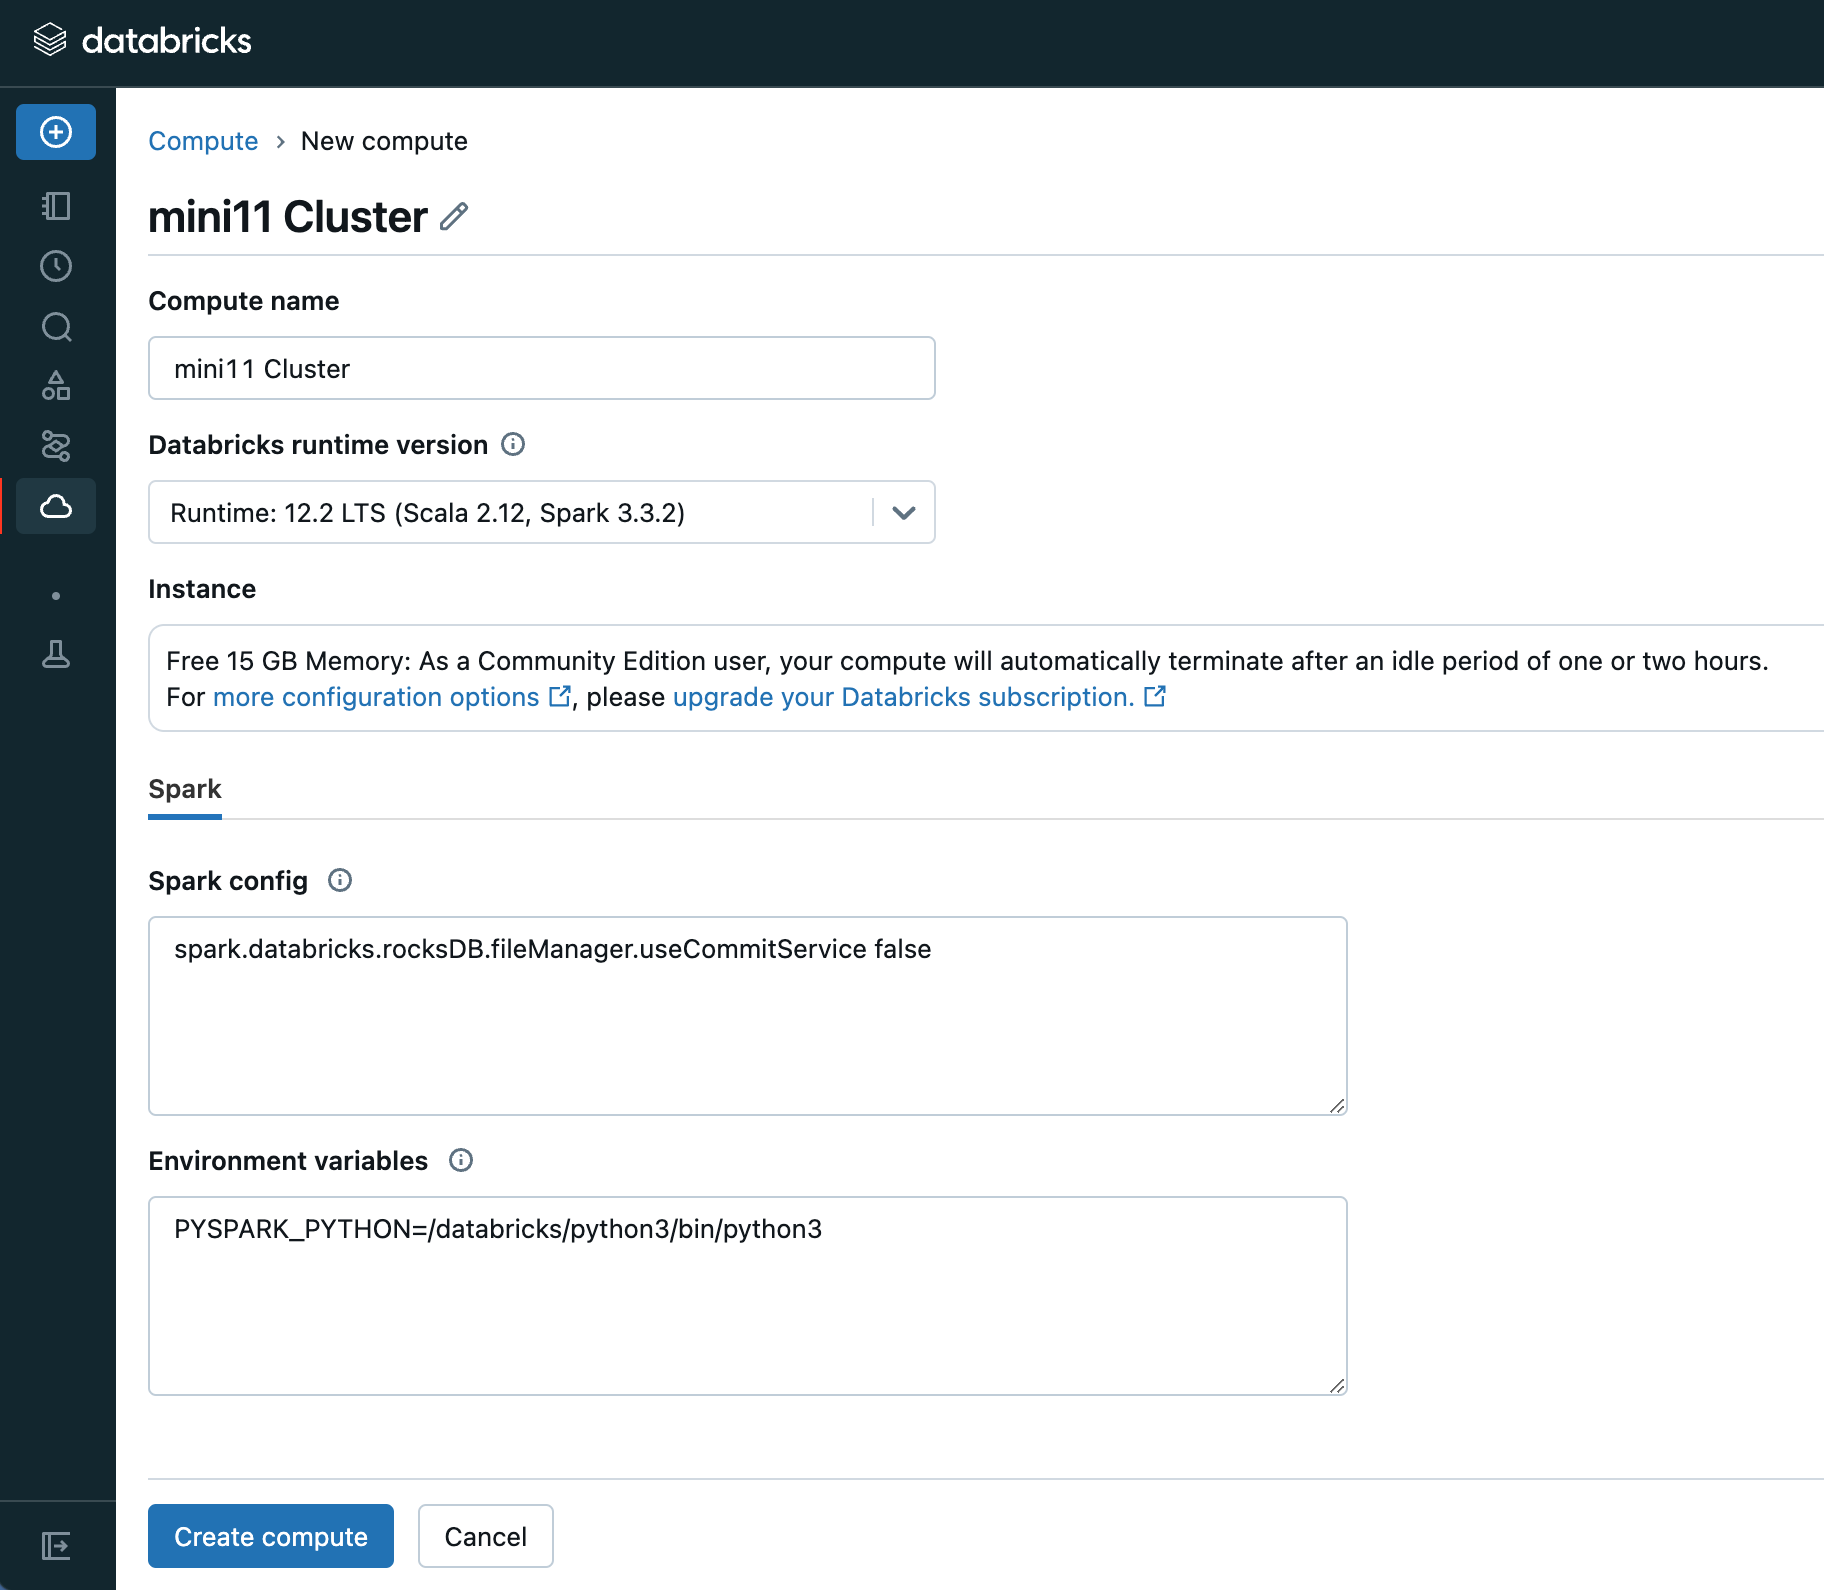 databricks
Compute > New compute
mini11 Cluster
Compute name
mini11 Cluster
Databricks runtime version
Runtime: 12.2 LTS (Scala 2.12, Spark 3.3.2)
Instance
Free 15 GB Memory: As a Community Edition user, your compute will automatically terminate after an idle period of one or two hours.
For more configuration options, please upgrade your Databricks subscription.
Spark
Spark config
spark.databricks.rocksDB.fileManager.useCommitService false
Environment variables
PYSPARK_PYTHON=/databricks/python3/bin/python3
Create compute Cancel